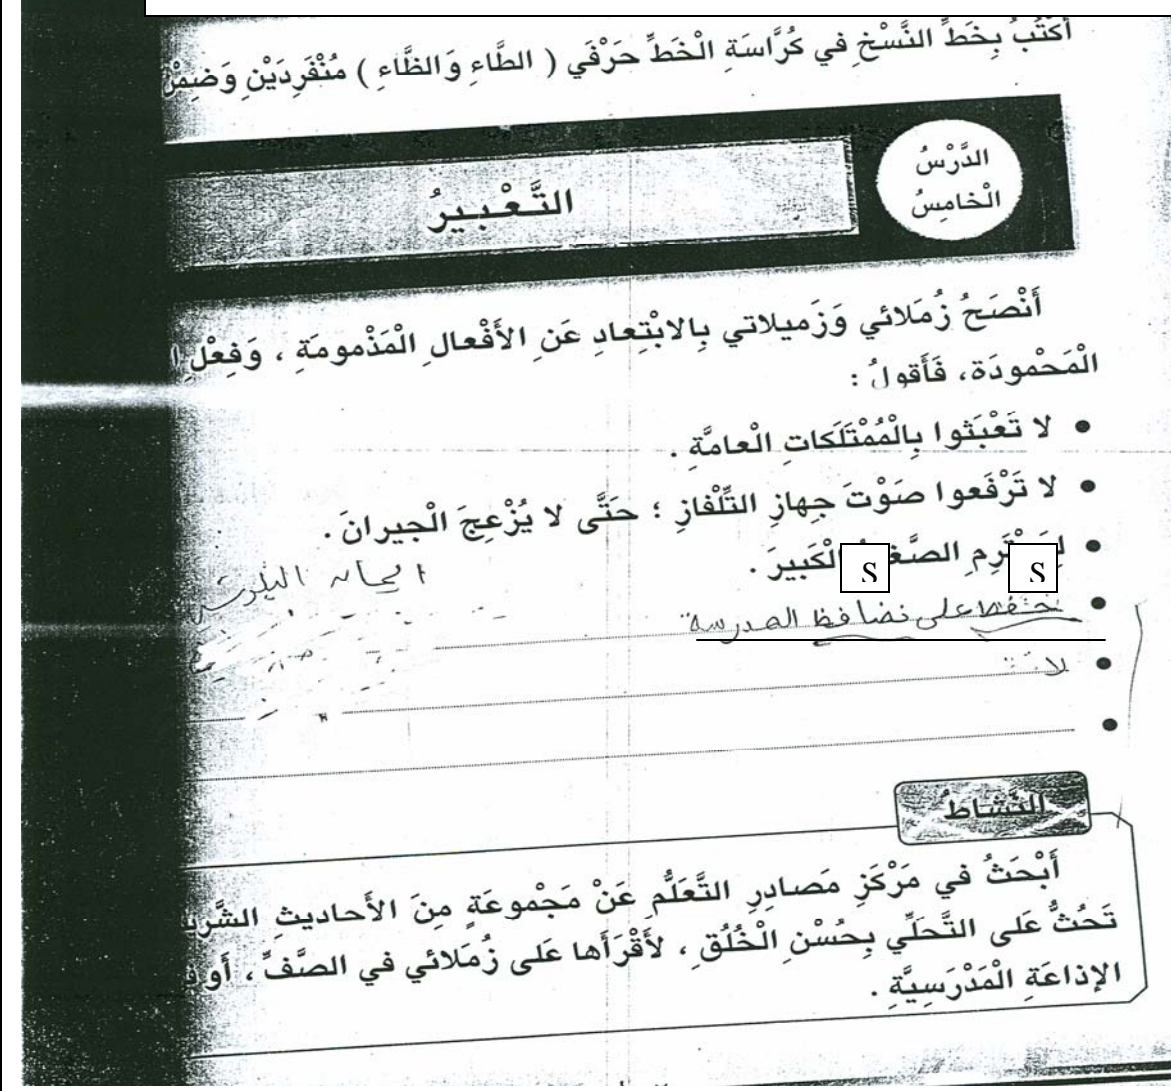 أَكْتُبُ بِخَطِّ النَّسْخِ في كُرَّاسَةِ الْخَطِّ حَرْفَي ( الطَّاءِ وَالظَّاءِ ) مُنْفَرِدَيْنِ وَضِمْنَ
الدَّرْسُ
الْخامِسُ
التَّعْبيرُ
أَنْصَحُ زُمَلائي وَزَميلاتي بِالابْتِعادِ عَنِ الأَفْعالِ الْمَذْمومَةِ ، وَفِعْلِ
الْمَحْمودَة، فَأَقولُ :
• لا تَعْبَثوا بِالْمُمْتَلَكاتِ الْعامَّةِ .
• لا تَرْفَعوا صَوْتَ جِهازِ التِّلْفازِ ؛ حَتَّى لا يُزْعِجَ الْجيرانَ .
• S S الْكَبيرَ .
• على نضافظ المدرسة
•
•
النَّشاطُ
أَبْحَثُ في مَرْكَزِ مَصادِرِ التَّعَلُّمِ عَنْ مَجْموعَةٍ مِنَ الأَحاديثِ
تَحُثُّ عَلى التَّحَلِّي بِحُسْنِ الْخُلُقِ ، لأَقْرَأَها عَلى زُمَلائي في الصَّفِّ ، أَو
الإذاعَةِ الْمَدْرَسِيَّةِ .